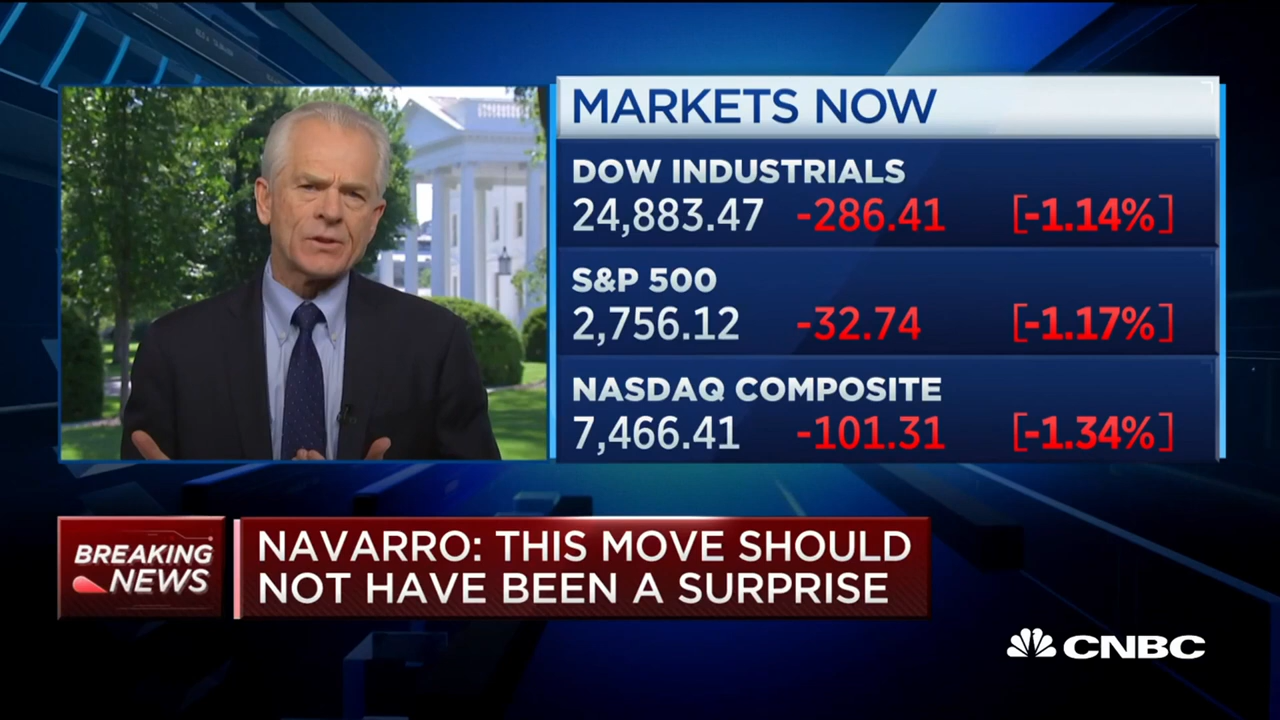 MARKETS NOW
DOW INDUSTRIALS
24,883.47 -286.41 [-1.14%]
S&P 500
2,756.12 -32.74 [-1.17%]
NASDAQ COMPOSITE
7,466.41 -101.31 [-1.34%]
BREAKING
NEWS
NAVARRO: THIS MOVE SHOULD
NOT HAVE BEEN A SURPRISE
CNBC